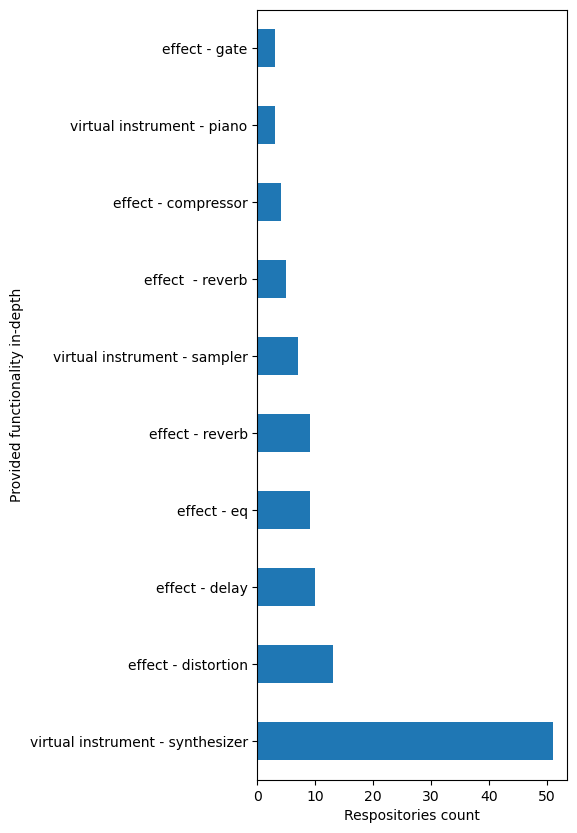 effect - gate
virtual instrument - piano
effect - compressor
effect  - reverb
virtual instrument - sampler
effect - reverb
effect - eq
effect - delay
effect - distortion
virtual instrument - synthesizer
Provided functionality in-depth
0 10 20 30 40 50
Respositories count